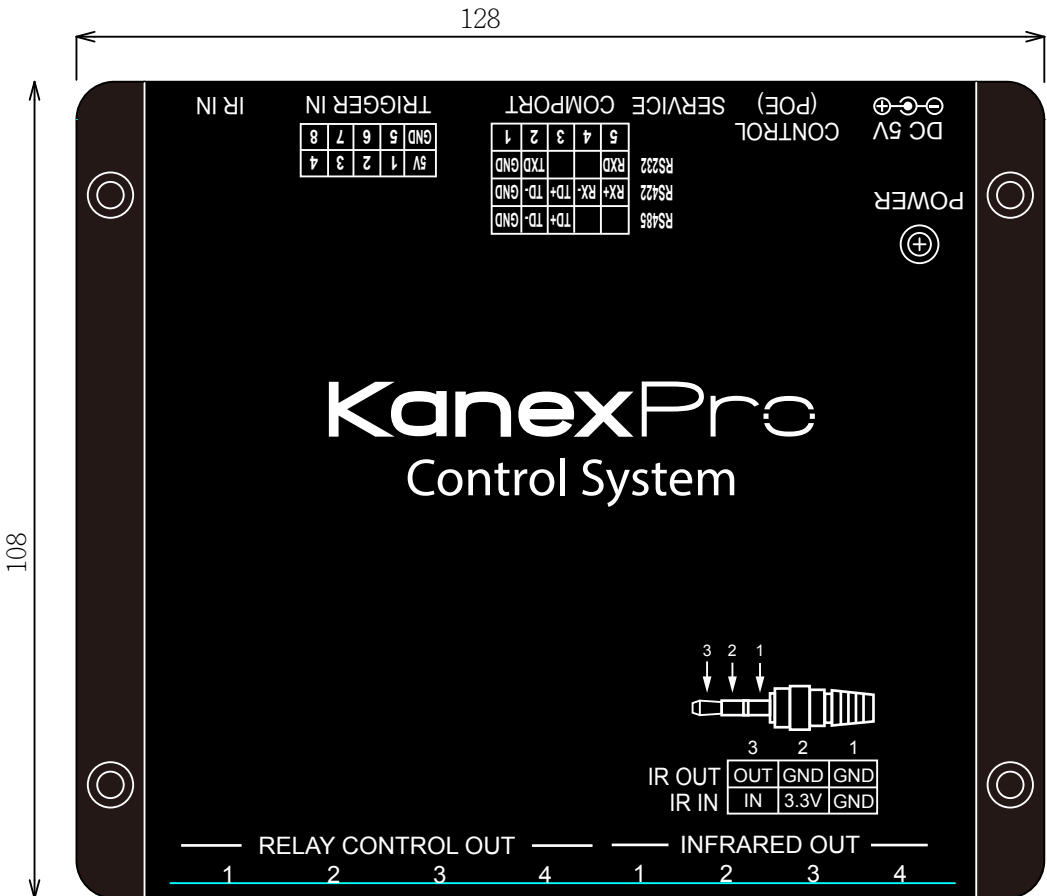 128
108
POWER
DC 5V
CONTROL
(POE)
SERVICE
RS485 TD+ TD- GND
RS422 RX+ RX- TD+ TD- GND
RS232 RXD TXD GND
5 4 3 2 1
COMPORT
5V 1 2 3 4
GND 5 6 7 8
TRIGGER IN
IR IN
KanexPro
Control System
3 2 1
3 2 1
IR OUT OUT GND GND
IR IN IN 3.3V GND
RELAY CONTROL OUT INFRARED OUT
1 2 3 4 1 2 3 4